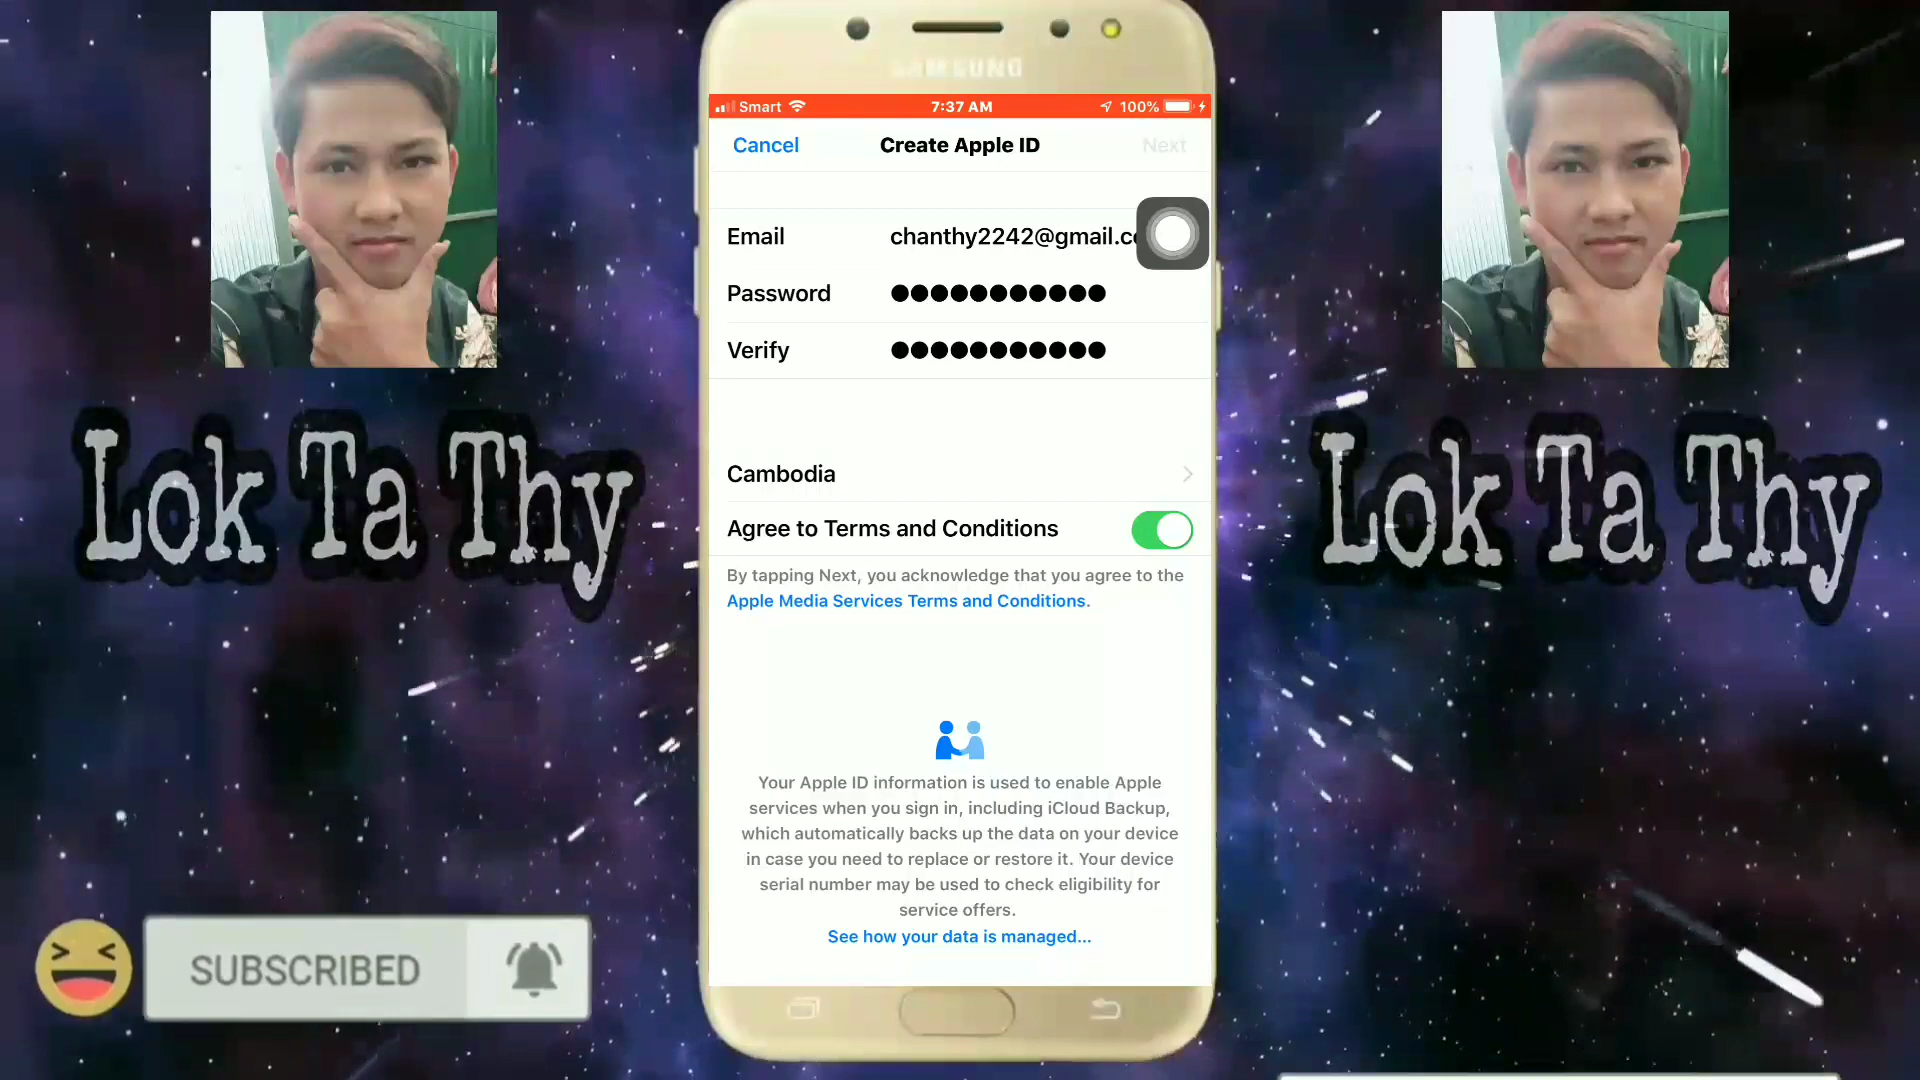 SAMSUNG
Smart 7:37 AM 100%
Cancel Create Apple ID Next
Email chanthy2242@gmail.c
Password
Verify
Cambodia
Agree to Terms and Conditions
By tapping Next, you acknowledge that you agree to the
Apple Media Services Terms and Conditions.
Your Apple ID information is used to enable Apple
services when you sign in, including iCloud Backup,
which automatically backs up the data on your device
in case you need to replace or restore it. Your device
serial number may be used to check eligibility for
service offers.
See how your data is managed...
Lok Ta Thy
Lok Ta Thy
SUBSCRIBED